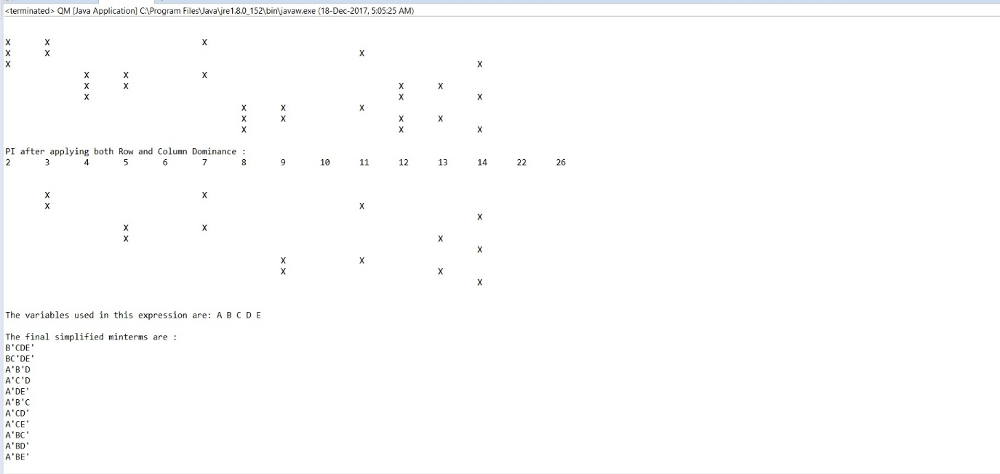 <terminated> QM [Java Application] C:\Program Files\Java\jre1.8.0_152\bin\javaw.exe (18-Dec-2017, 5:05:25 AM)
X X X
X X X
X X
X X X
X X X X
X X X
X X X
X X X X
X X X
PI after applying both Row and Column Dominance :
2 3 4 5 6 7 8 9 10 11 12 13 14 22 26
X X
X X
X
X X
X X
X
X X
X X
X
The variables used in this expression are: A B C D E
The final simplified minterms are :
B'CDE'
BC'DE'
A'B'D
A'C'D
A'DE'
A'B'C
A'CD'
A'CE'
A'BC'
A'BD'
A'BE'